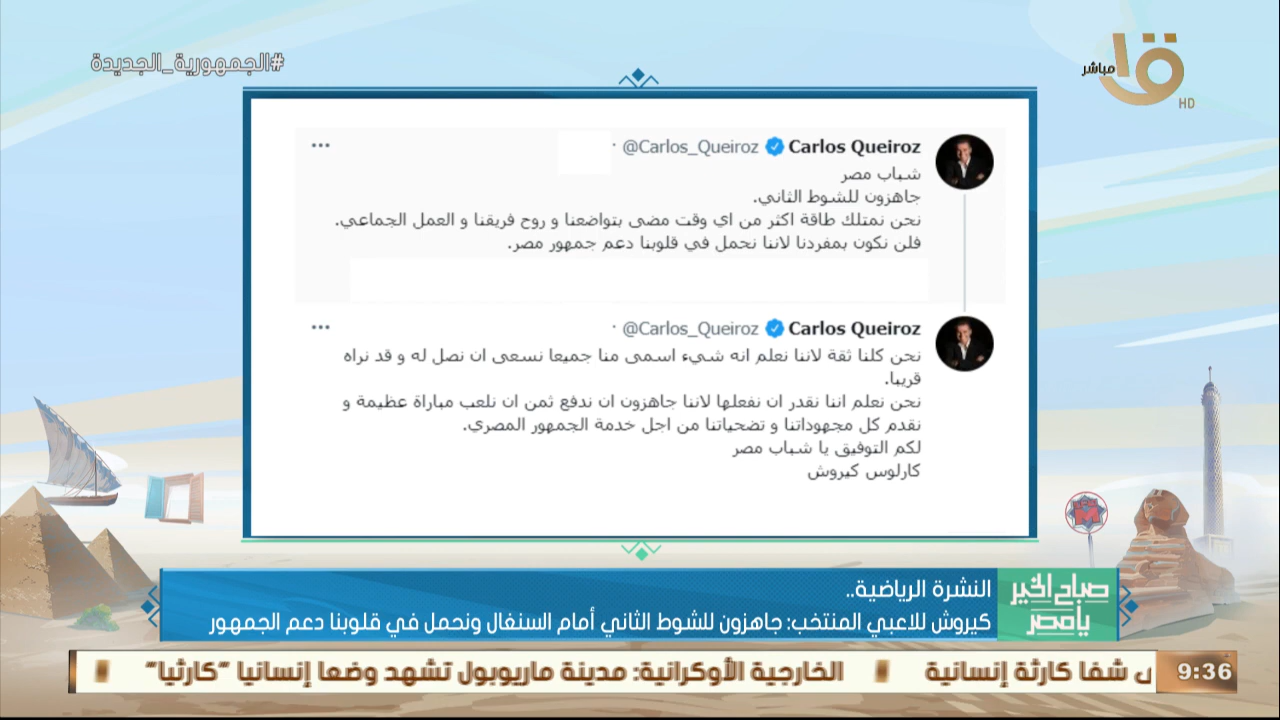 #الجمهورية_الجديدة
مباشر
HD
Carlos Queiroz @Carlos_Queiroz ·
شباب مصر
جاهزون للشوط الثاني.
نحن نمتلك طاقة اكثر من اي وقت مضى بتواضعنا و روح فريقنا و العمل الجماعي.
فلن نكون بمفردنا لاننا نحمل في قلوبنا دعم جمهور مصر.
Carlos Queiroz @Carlos_Queiroz ·
نحن كلنا ثقة لاننا نعلم انه شيء اسمى منا جميعا نسعى ان نصل له و قد نراه
قريبا.
نحن نعلم اننا نقدر ان نفعلها لاننا جاهزون ان ندفع ثمن ان نلعب مباراة عظيمة و
نقدم كل مجهوداتنا و تضحياتنا من اجل خدمة الجمهور المصري.
لكم التوفيق يا شباب مصر
كارلوس كيروش
صباح الخير
يا مصر
النشرة الرياضية..
كيروش للاعبي المنتخب: جاهزون للشوط الثاني أمام السنغال ونحمل في قلوبنا دعم الجمهور
9:36
شفا كارثة إنسانية
الخارجية الأوكرانية: مدينة ماريوبول تشهد وضعا إنسانيا "كارثيا"